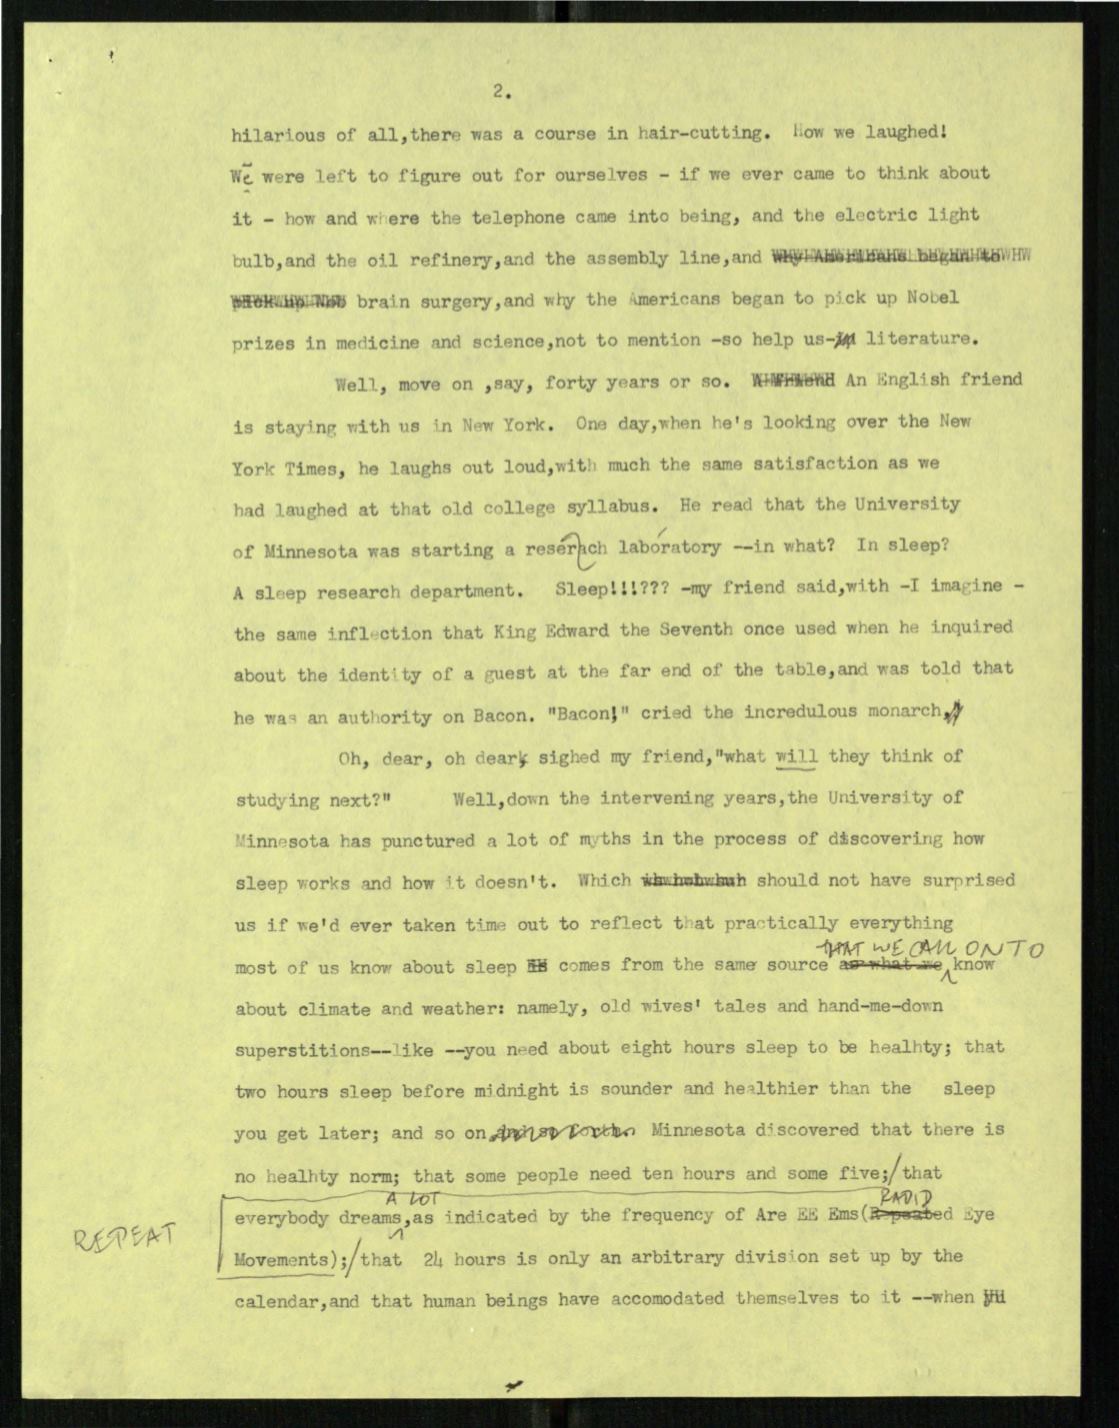 2.
hilarious of all,there was a course in hair-cutting. How we laughed!
We were left to figure out for ourselves - if we ever came to think about
it - how and where the telephone came into being, and the electric light
bulb,and the oil refinery,and the assembly line,and why Americans began to
pick up Nob brain surgery,and why the Americans began to pick up Nobel
prizes in medicine and science,not to mention -so help us-in literature.
Well, move on ,say, forty years or so. An English friend
is staying with us in New York. One day,when he's looking over the New
York Times, he laughs out loud,with much the same satisfaction as we
had laughed at that old college syllabus. He read that the University
of Minnesota was starting a reserach laboratory --in what? In sleep?
A sleep research department. Sleep!!!??? -my friend said,with -I imagine -
the same inflection that King Edward the Seventh once used when he inquired
about the identity of a guest at the far end of the table,and was told that
he was an authority on Bacon. "Bacon!" cried the incredulous monarch.
Oh, dear, oh dear, sighed my friend,"what will they think of
studying next?" Well,down the intervening years,the University of
Minnesota has punctured a lot of myths in the process of discovering how
sleep works and how it doesn't. Which should not have surprised
us if we'd ever taken time out to reflect that practically everything
THAT WE CALL ON TO
most of us know about sleep comes from the same source as what we know
about climate and weather: namely, old wives' tales and hand-me-down
superstitions--like --you need about eight hours sleep to be healhty; that
two hours sleep before midnight is sounder and healthier than the sleep
you get later; and so on and so forth. Minnesota discovered that there is
no healhty norm; that some people need ten hours and some five;/that
A LOT RAPID
everybody dreams,as indicated by the frequency of Are EE Ems(Repeated Eye
REPEAT Movements);/that 24 hours is only an arbitrary division set up by the
calendar,and that human beings have accomodated themselves to it --when